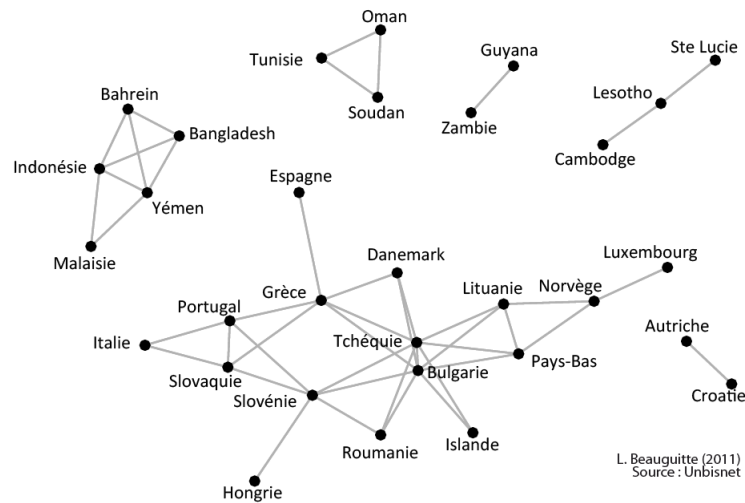 Oman
Tunisie
Guyana
Ste Lucie
Bahrein
Lesotho
Soudan
Bangladesh
Zambie
Cambodge
Indonésie
Espagne
Yémen
Danemark
Luxembourg
Malaisie
Grèce
Lituanie
Norvège
Portugal
Autriche
Italie
Tchéquie
Pays-Bas
Bulgarie
Slovaquie
Croatie
Slovénie
Roumanie
Islande
Hongrie
L. Beauguitte (2011)
Source : Unbisnet